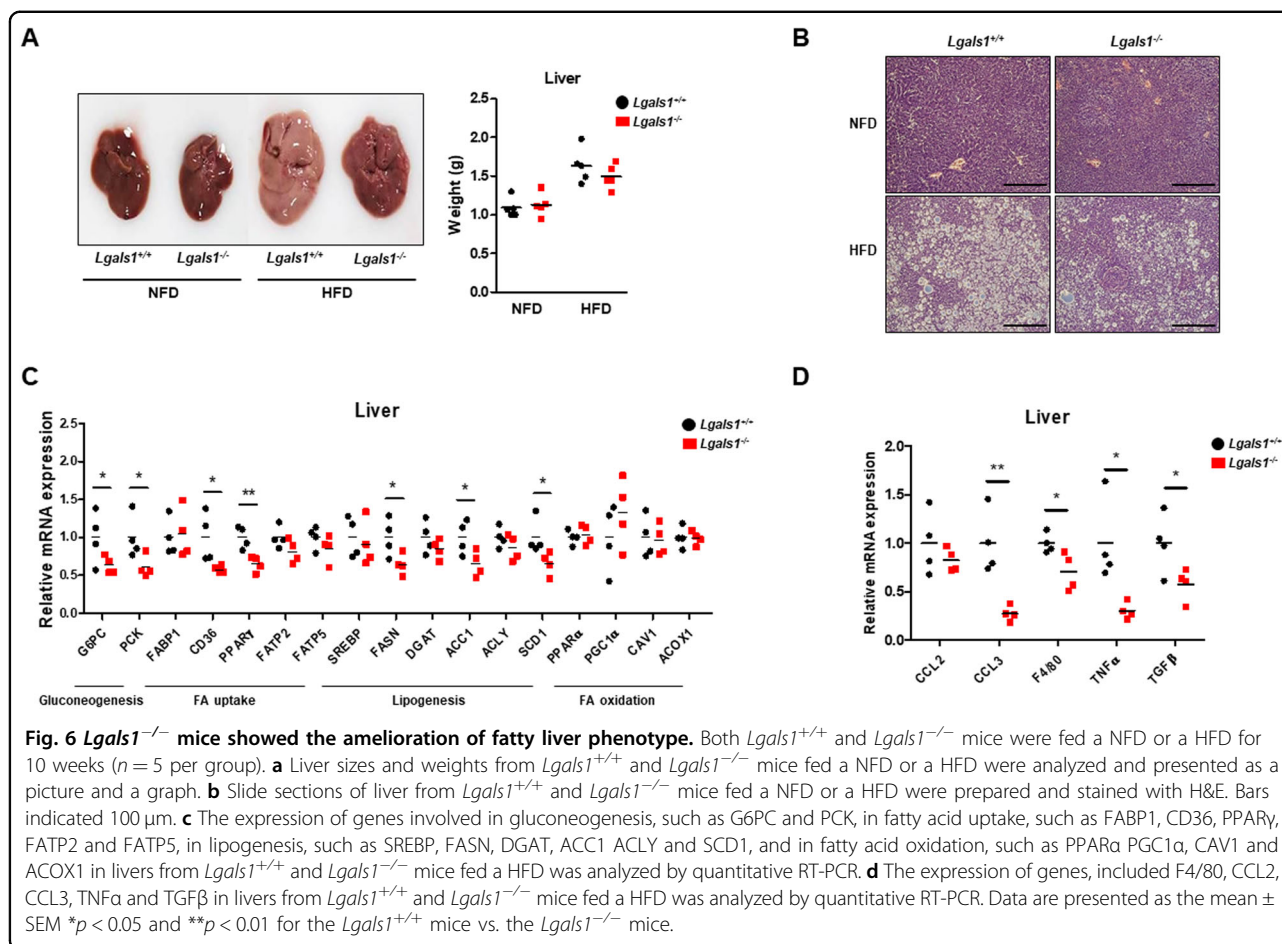 A
Lgals1+/+ Lgals1-/- Lgals1+/+ Lgals1-/-
NFD HFD
Liver
Weight (g)
2.5
2.0
1.5
1.0
0.5
0.0
NFD HFD
Lgals1+/+
Lgals1-/-
B
Lgals1+/+ Lgals1-/-
NFD
HFD
C
Liver
Relative mRNA expression
2.5
2.0
1.5
1.0
0.5
0.0
* * * ** * * *
Lgals1+/+
Lgals1-/-
G6PC PCK FABP1 CD36 PPARγ FATP2 FATP5 SREBP FASN DGAT ACC1 ACLY SCD1 PPARα PGC1α CAV1 ACOX1
Gluconeogenesis FA uptake Lipogenesis FA oxidation
D
Liver
Relative mRNA expression
2.0
1.5
1.0
0.5
0.0
** * * *
Lgals1+/+
Lgals1-/-
CCL2 CCL3 F4/80 TNFα TGFβ
Fig. 6 Lgals1−/− mice showed the amelioration of fatty liver phenotype. Both Lgals1+/+ and Lgals1−/− mice were fed a NFD or a HFD for
10 weeks (n = 5 per group). a Liver sizes and weights from Lgals1+/+ and Lgals1−/− mice fed a NFD or a HFD were analyzed and presented as a
picture and a graph. b Slide sections of liver from Lgals1+/+ and Lgals1−/− mice fed a NFD or a HFD were prepared and stained with H&E. Bars
indicated 100 μm. c The expression of genes involved in gluconeogenesis, such as G6PC and PCK, in fatty acid uptake, such as FABP1, CD36, PPARγ,
FATP2 and FATP5, in lipogenesis, such as SREBP, FASN, DGAT, ACC1 ACLY and SCD1, and in fatty acid oxidation, such as PPARα PGC1α, CAV1 and
ACOX1 in livers from Lgals1+/+ and Lgals1−/− mice fed a HFD was analyzed by quantitative RT-PCR. d The expression of genes, included F4/80, CCL2,
CCL3, TNFα and TGFβ in livers from Lgals1+/+ and Lgals1−/− mice fed a HFD was analyzed by quantitative RT-PCR. Data are presented as the mean ±
SEM *p < 0.05 and **p < 0.01 for the Lgals1+/+ mice vs. the Lgals1−/− mice.